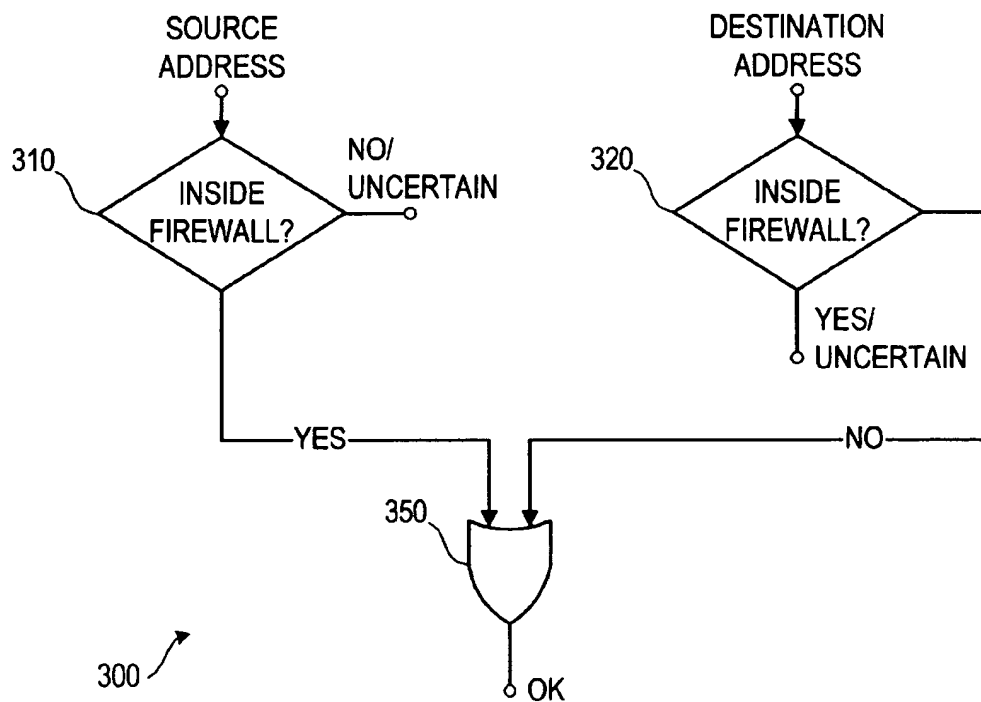 SOURCE
ADDRESS
310
INSIDE
FIREWALL?
NO/
UNCERTAIN
DESTINATION
ADDRESS
320
INSIDE
FIREWALL?
YES/
UNCERTAIN
YES
NO
350
300
OK